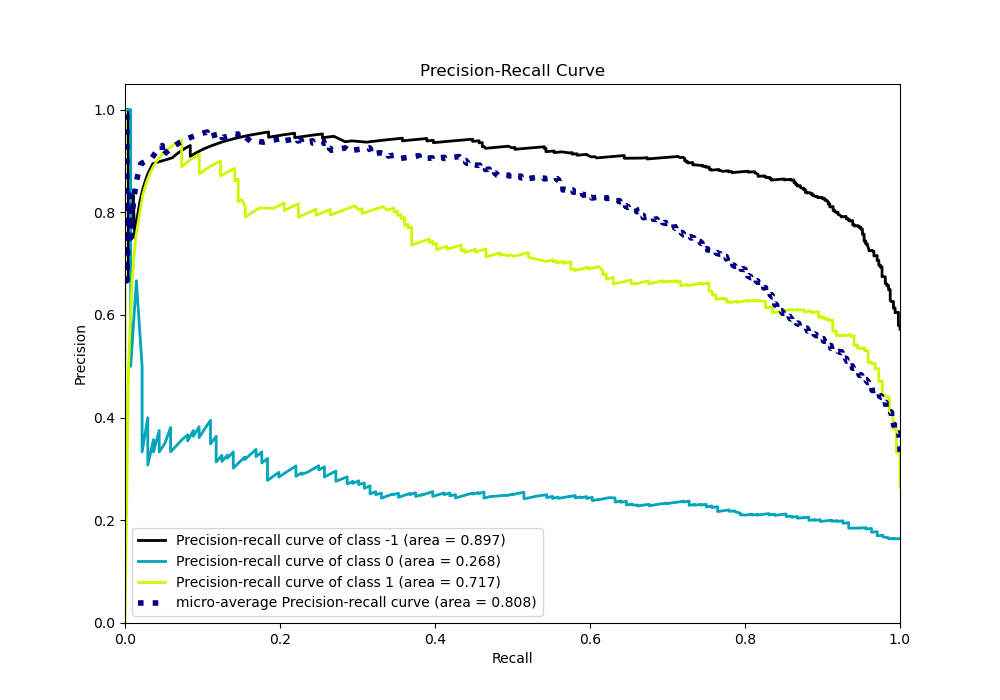 Precision-Recall Curve
1.0
0.8
0.6
0.4
0.2
0.0
Precision
Precision-recall curve of class -1 (area = 0.897)
Precision-recall curve of class 0 (area = 0.268)
Precision-recall curve of class 1 (area = 0.717)
micro-average Precision-recall curve (area = 0.808)
0.0 0.2 0.4 0.6 0.8 1.0
Recall